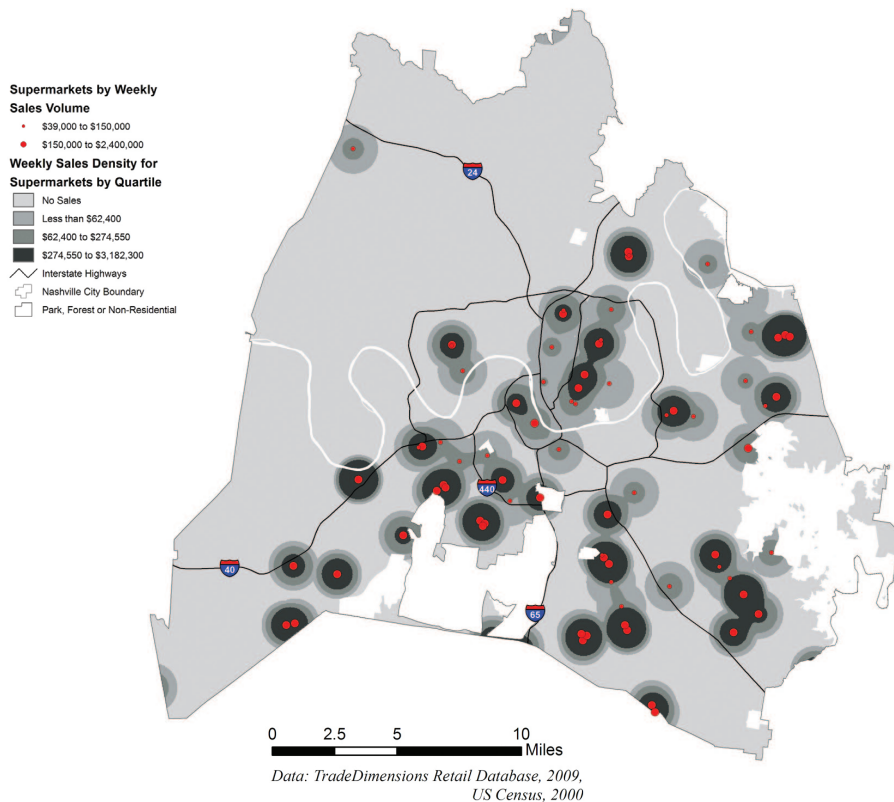 Supermarkets by Weekly
Sales Volume
$39,000 to $150,000
$150,000 to $2,400,000
Weekly Sales Density for
Supermarkets by Quartile
No Sales
Less than $62,400
$62,400 to $274,550
$274,550 to $3,182,300
Interstate Highways
Nashville City Boundary
Park, Forest or Non-Residential
24
440
40
65
0 2.5 5 10
Miles
Data: TradeDimensions Retail Database, 2009,
US Census, 2000